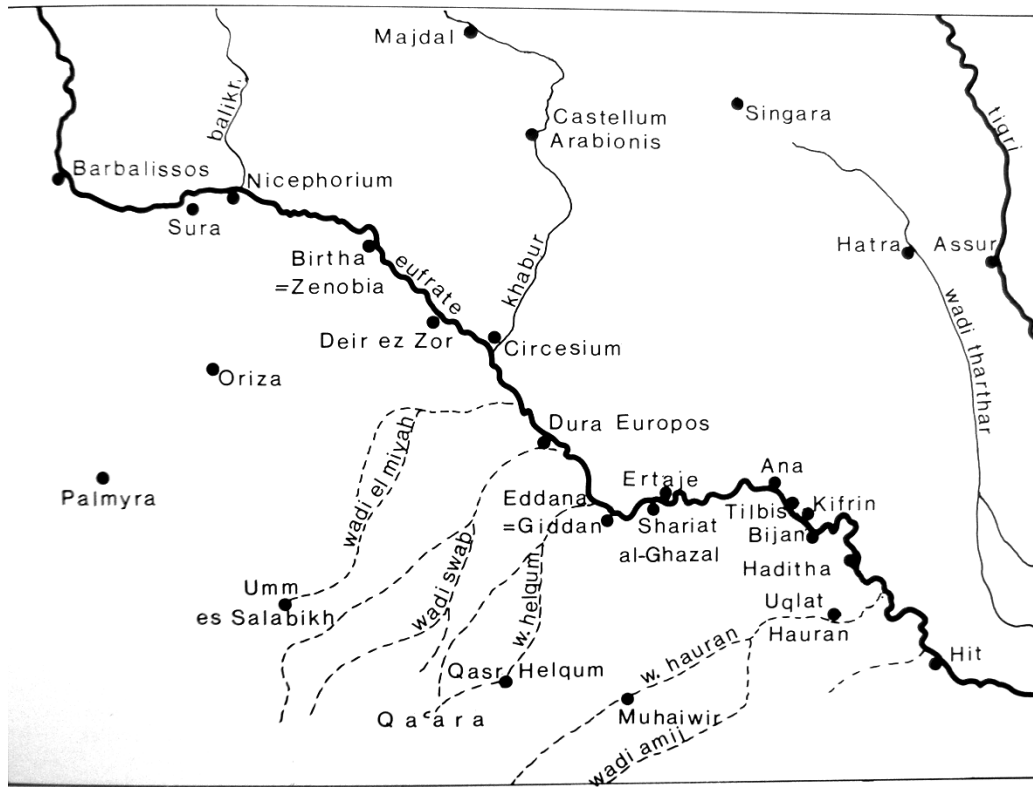 Majdal
balikr.
Castellum
Arabionis
Singara
tigri
Barbalissos
Nicephorium
Sura
Hatra
Assur
Birtha
=Zenobia
eufrate
khabur
wadi tharthar
Deir ez Zor
Circesium
Oriza
Dura Europos
wadi el miyah
Palmyra
Ertaje
Ana
Eddana
=Giddan
Shariat
al-Ghazal
Tilbis
Kifrin
Bijan
wadi swab
w. helqum
Haditha
Umm
es Salabikh
Uqlat
Hauran
w. hauran
Qasr Helqum
Hit
Qaʿara
Muhaiwir
wadi amij